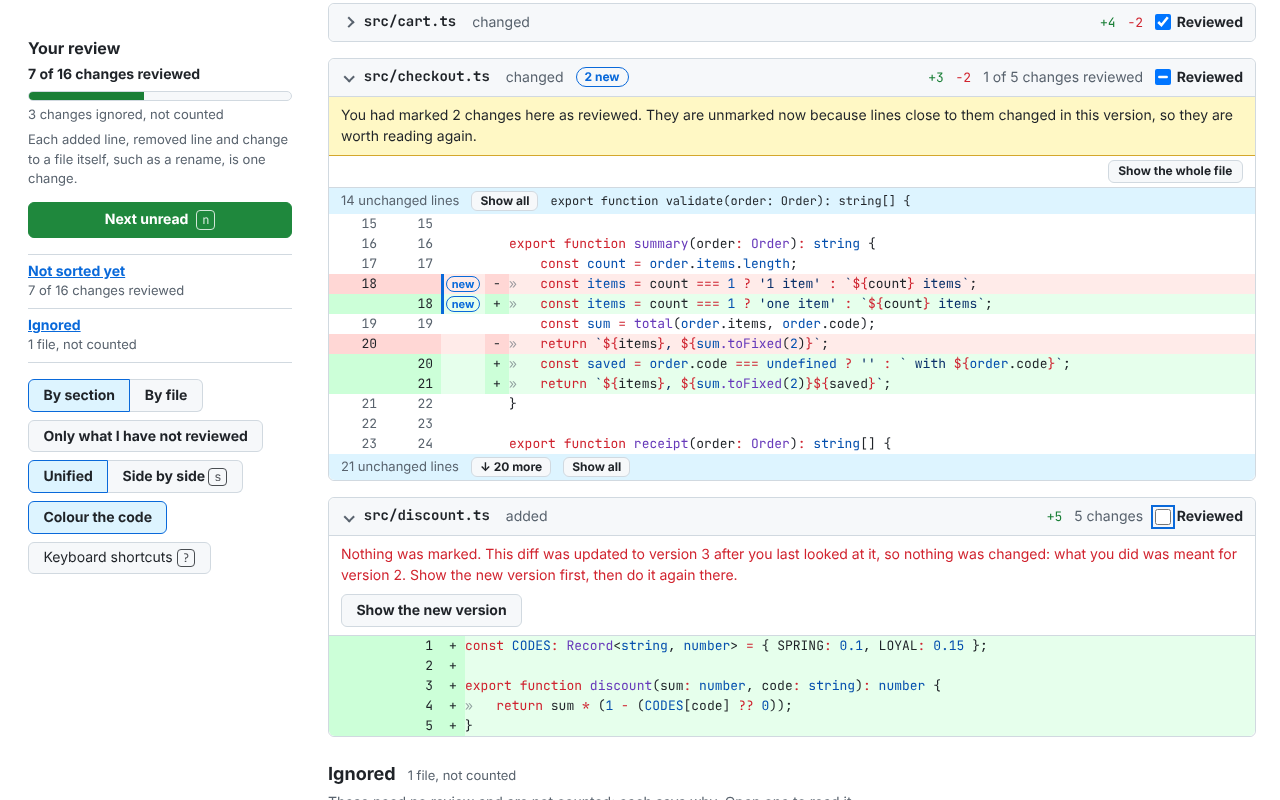 Your review
7 of 16 changes reviewed
3 changes ignored, not counted
Each added line, removed line and change
to a file itself, such as a rename, is one
change.
Next unread n
Not sorted yet
7 of 16 changes reviewed
Ignored
1 file, not counted
By section By file
Only what I have not reviewed
Unified Side by side s
Colour the code
Keyboard shortcuts ?
src/cart.ts changed +4 -2 Reviewed
src/checkout.ts changed 2 new +3 -2 1 of 5 changes reviewed Reviewed
You had marked 2 changes here as reviewed. They are unmarked now because lines close to them changed in this version, so they are
worth reading again.
Show the whole file
14 unchanged lines Show all export function validate(order: Order): string[] {
15 15
16 16 export function summary(order: Order): string {
17 17 const count = order.items.length;
18 new - » const items = count === 1 ? '1 item' : `${count} items`;
18 new + » const items = count === 1 ? 'one item' : `${count} items`;
19 19 const sum = total(order.items, order.code);
20 - » return `${items}, ${sum.toFixed(2)}`;
20 + » const saved = order.code === undefined ? '' : ` with ${order.code}`;
21 + » return `${items}, ${sum.toFixed(2)}${saved}`;
21 22 }
22 23
23 24 export function receipt(order: Order): string[] {
21 unchanged lines ↓ 20 more Show all
src/discount.ts added +5 5 changes Reviewed
Nothing was marked. This diff was updated to version 3 after you last looked at it, so nothing was changed: what you did was meant for
version 2. Show the new version first, then do it again there.
Show the new version
1 + const CODES: Record<string, number> = { SPRING: 0.1, LOYAL: 0.15 };
2 +
3 + export function discount(sum: number, code: string): number {
4 + » return sum * (1 - (CODES[code] ?? 0));
5 + }
Ignored 1 file, not counted